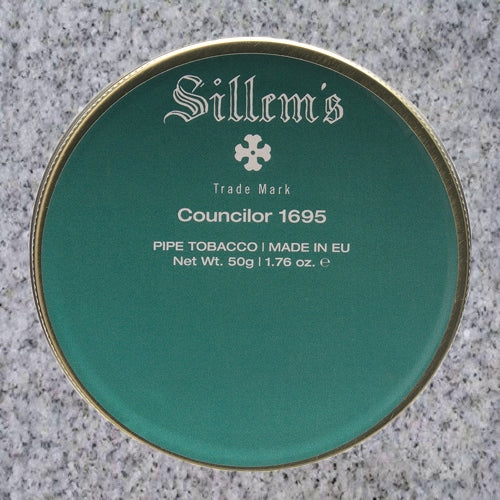 Sillem's
Trade Mark
Councilor 1695
PIPE TOBACCO | MADE IN EU
Net Wt. 50g | 1.76 oz. ℮